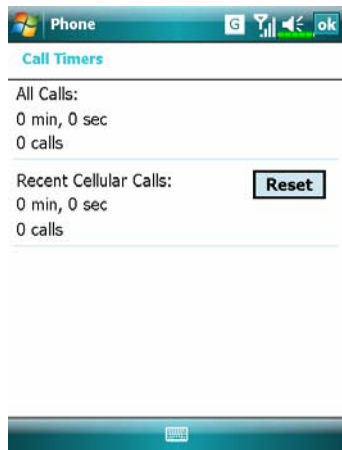 Phone G ok
Call Timers
All Calls:
0 min, 0 sec
0 calls
Recent Cellular Calls: Reset
0 min, 0 sec
0 calls